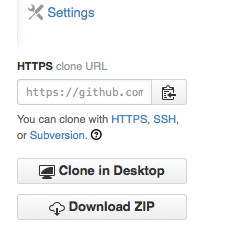 Settings
HTTPS clone URL
https://github.com
You can clone with HTTPS, SSH,
or Subversion.
Clone in Desktop
Download ZIP